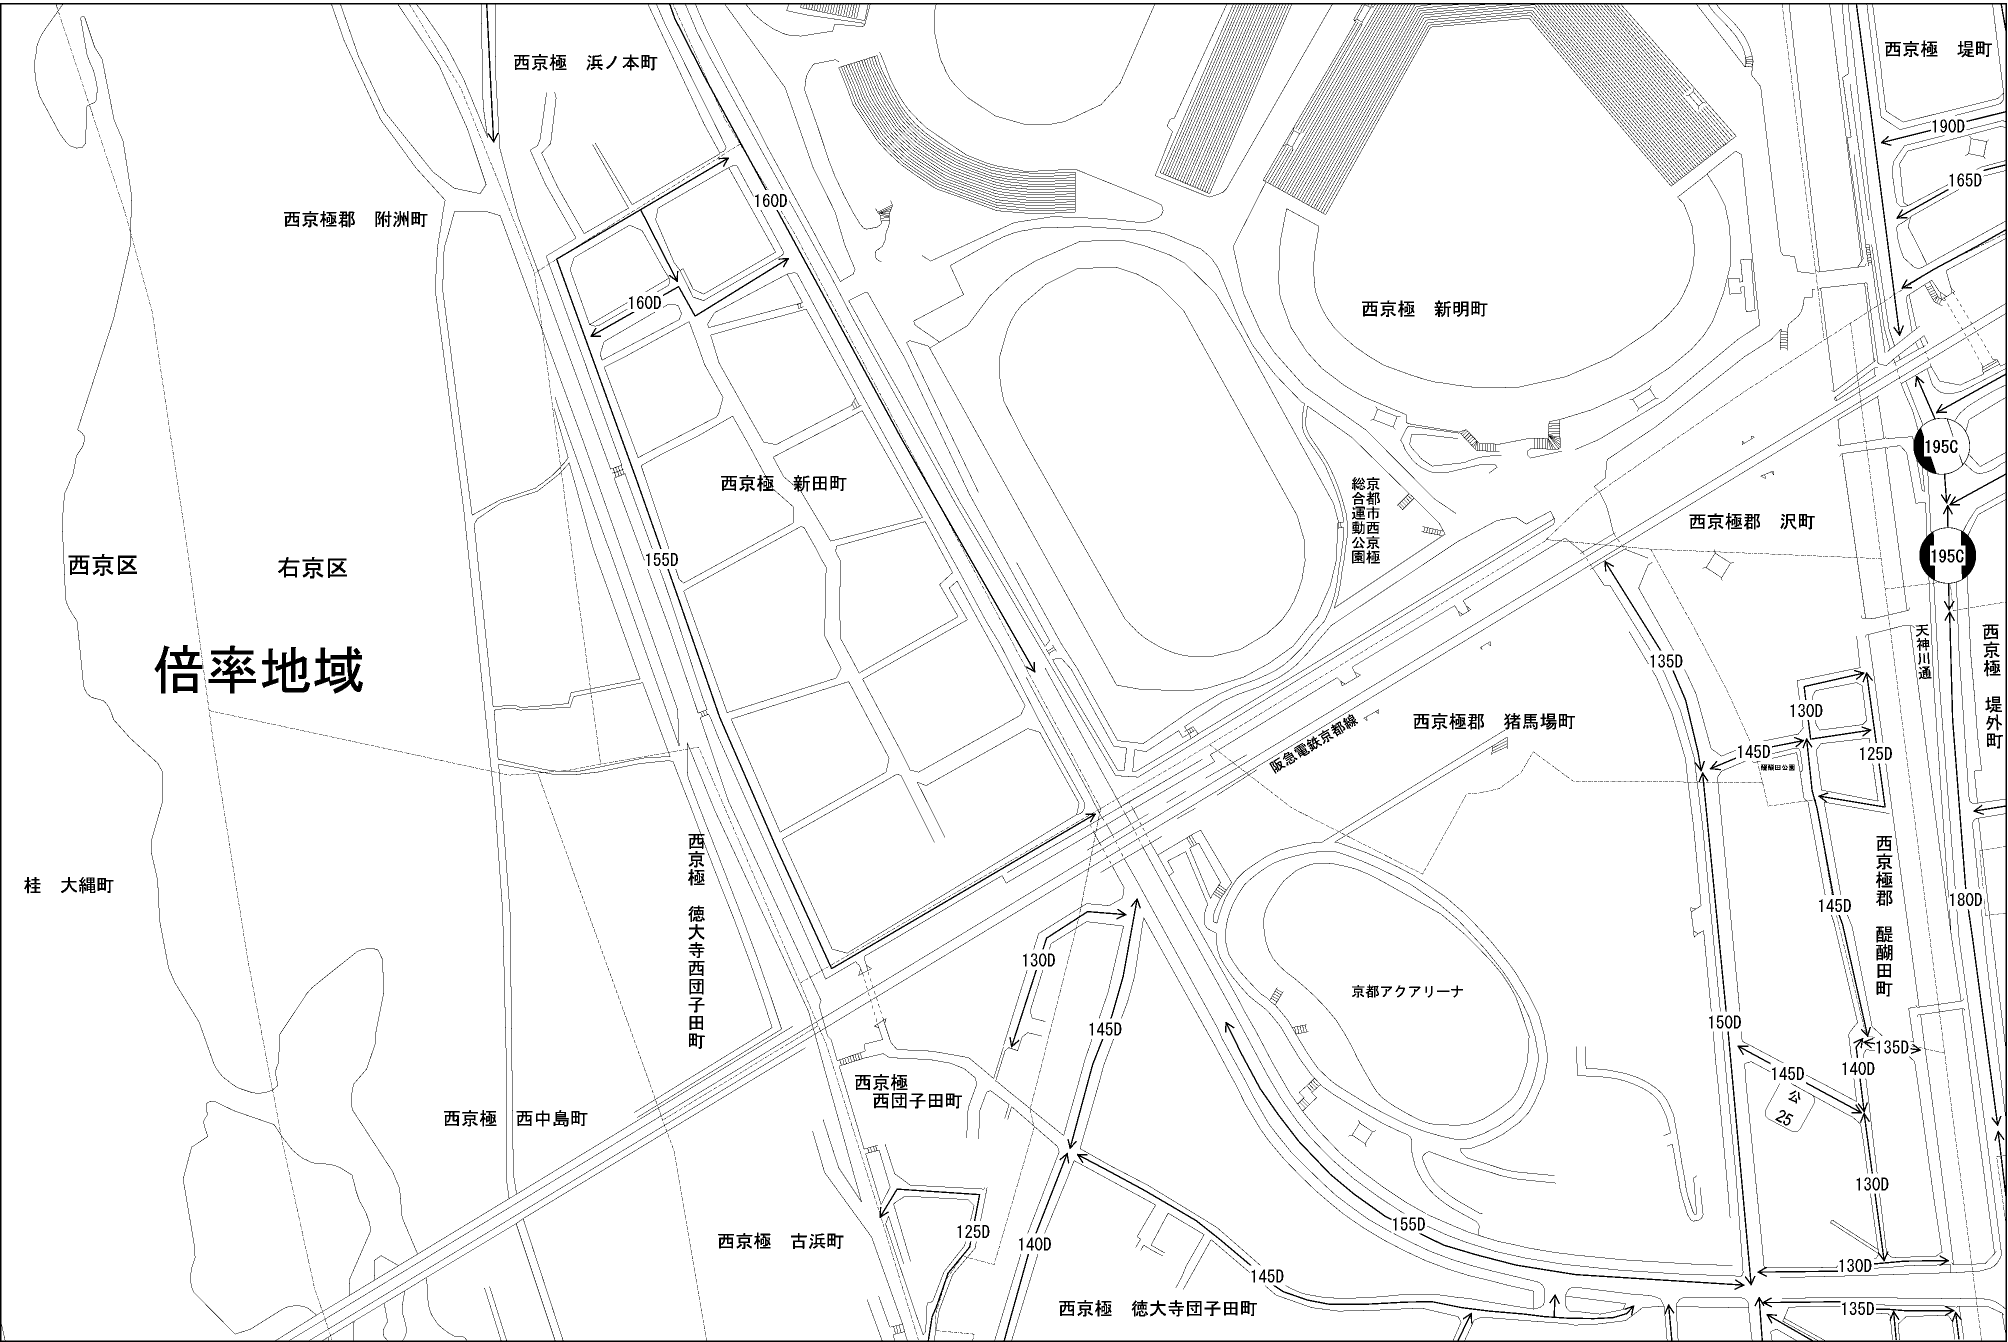 西京極　浜ノ本町
西京極　堤町
190D
165D
160D
西京極郡　附洲町
160D
西京極　新明町
195C
西京極　新田町
京都市西京極
総合運動公園
西京極郡　沢町
155D
195C
西京区
右京区
倍率地域
天神川通
西京極　堤外町
135D
130D
西京極郡　猪馬場町
阪急電鉄京都線
145D
125D
醍醐田公園
西京極　徳大寺西団子田町
西京極郡　醍醐田町
桂　大縄町
180D
145D
130D
京都アクアリーナ
145D
150D
135D
140D
145D
公
25
西京極
西団子田町
西京極　西中島町
130D
155D
125D
140D
西京極　古浜町
130D
145D
西京極　徳大寺団子田町
135D